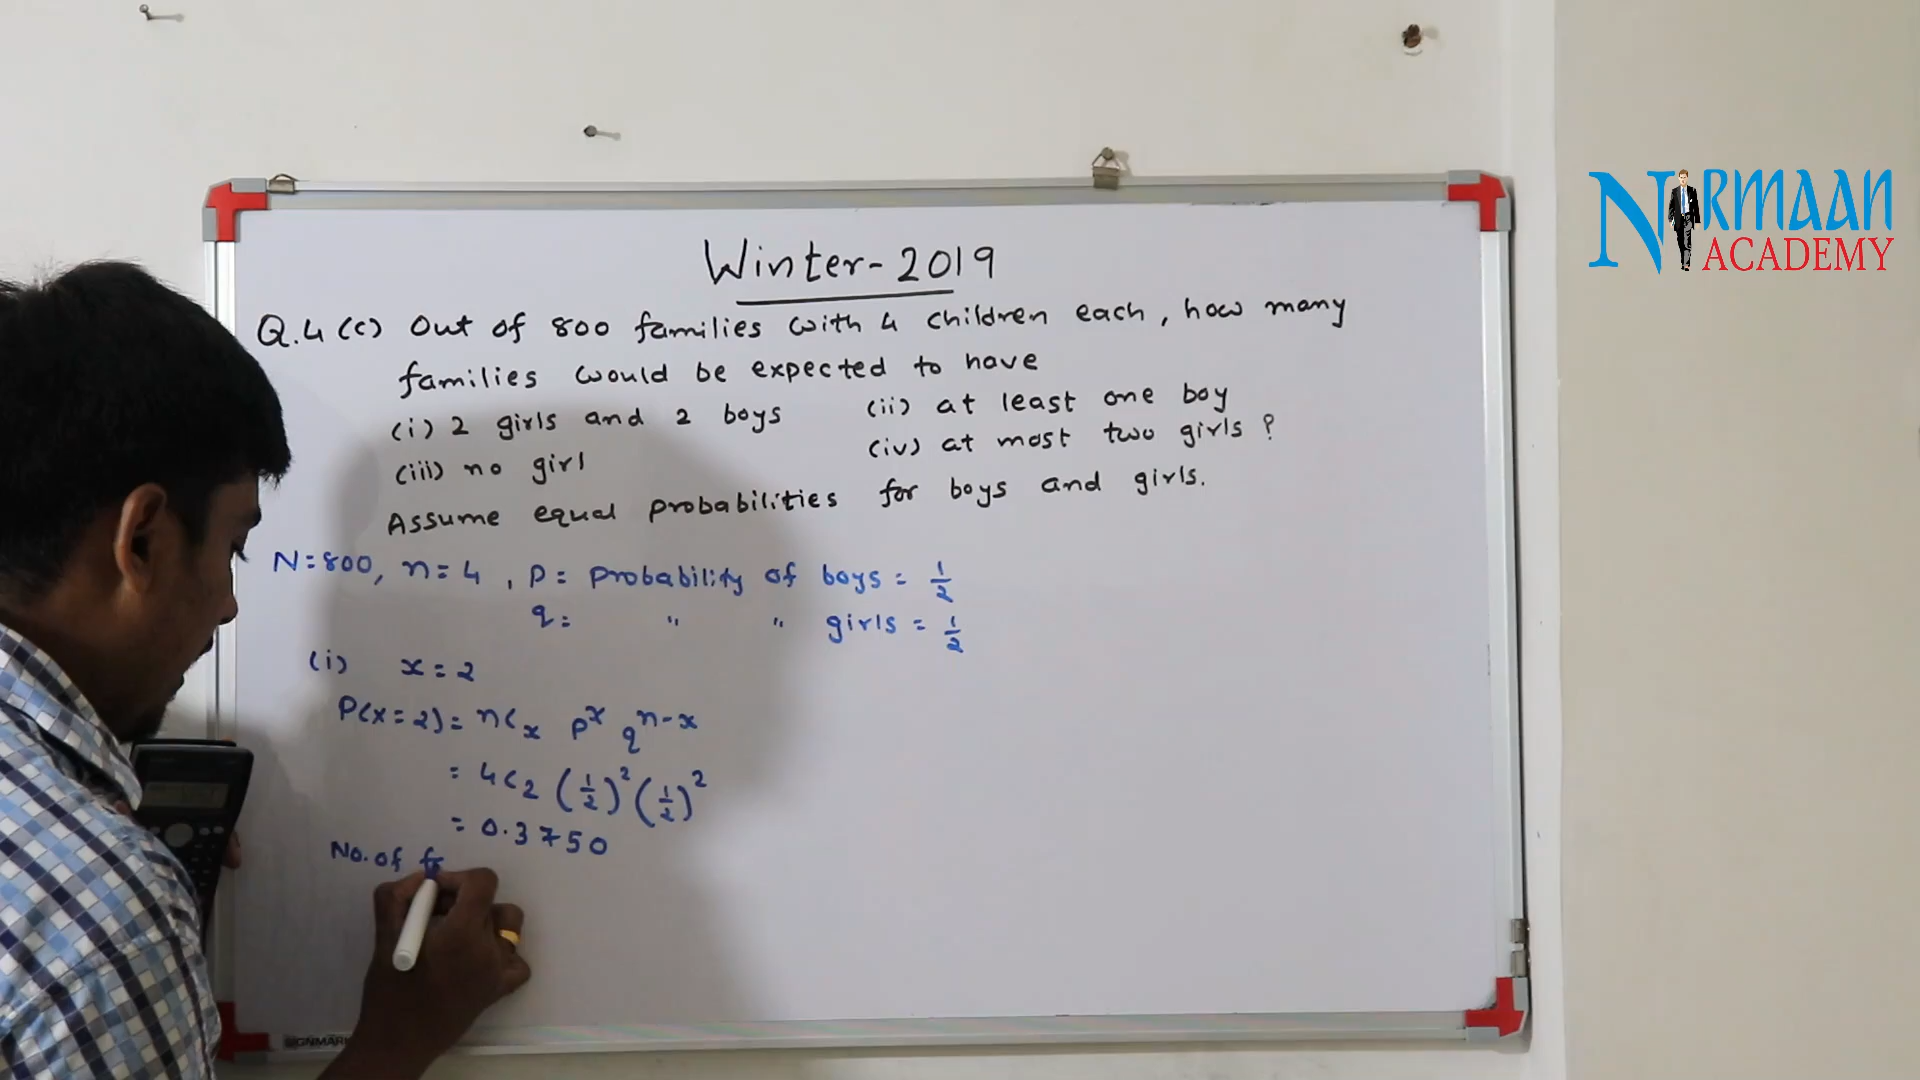 NIRMAAN
ACADEMY
Winter-2019
Q.4 (c) Out of 800 families with 4 children each, how many
families would be expected to have
(i) 2 girls and 2 boys (ii) at least one boy
(iii) no girl (iv) at most two girls ?
Assume equal probabilities for boys and girls.
N=800, n=4, p= probability of boys = 1/2
q= " " girls = 1/2
(i) x=2
P(x=2)= nCx p^x q^n-x
= 4C2 (1/2)^2 (1/2)^2
= 0.3750
No. of